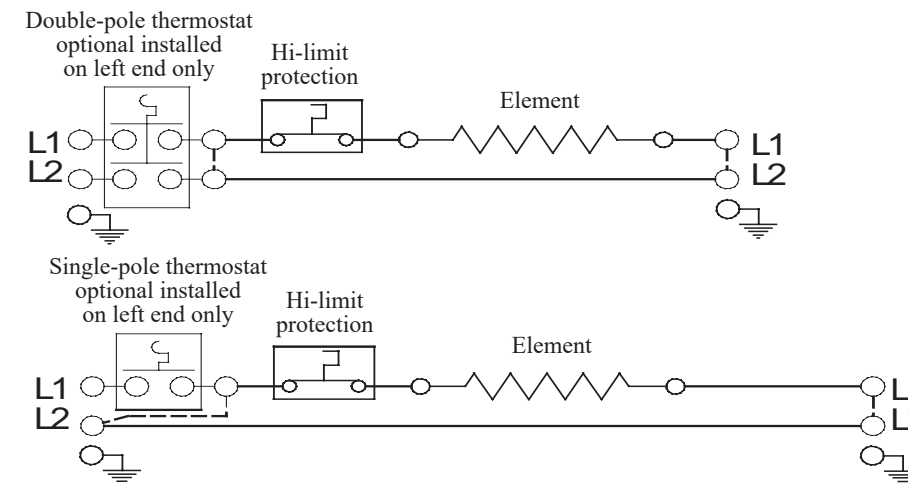 Double-pole thermostat
optional installed
on left end only
Hi-limit
protection
Element
L1
L1
L2
L2
Single-pole thermostat
optional installed
on left end only
Hi-limit
protection
Element
L1
L
L2
L